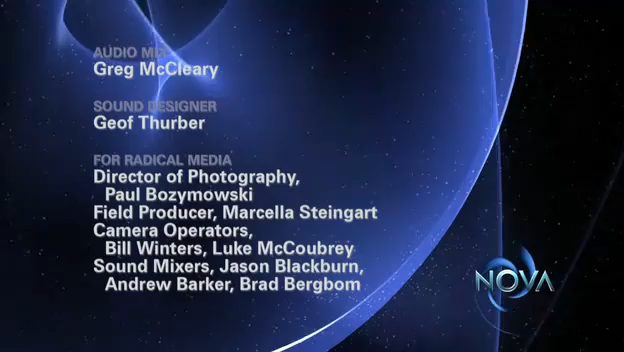 AUDIO MIX
Greg McCleary
SOUND DESIGNER
Geof Thurber
FOR RADICAL MEDIA
Director of Photography,
Paul Bozymowski
Field Producer, Marcella Steingart
Camera Operators,
Bill Winters, Luke McCoubrey
Sound Mixers, Jason Blackburn,
Andrew Barker, Brad Bergbom
NOVA